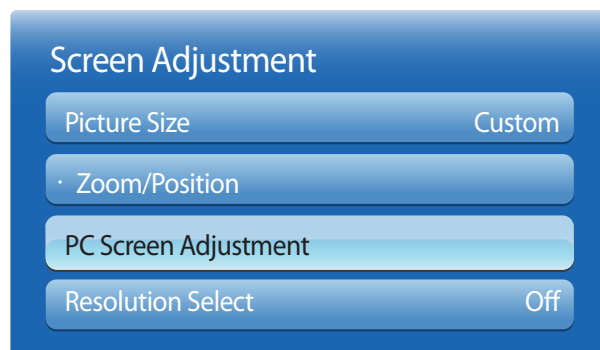 Screen Adjustment
Picture Size Custom
· Zoom/Position
PC Screen Adjustment
Resolution Select Off